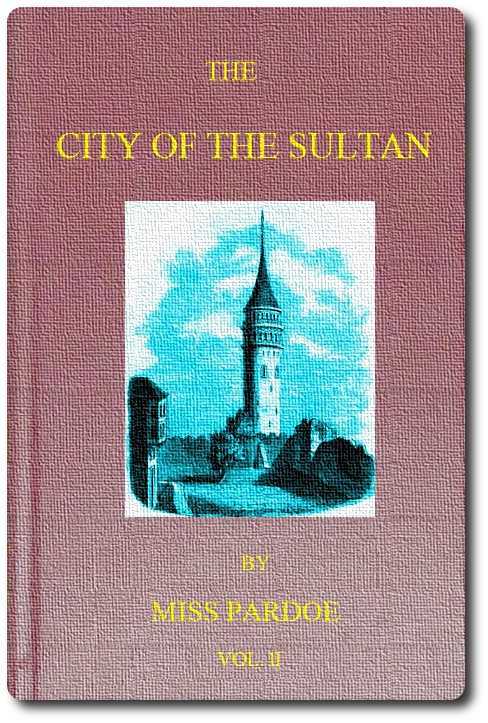 THE
CITY OF THE SULTAN
BY
MISS PARDOE
VOL. II